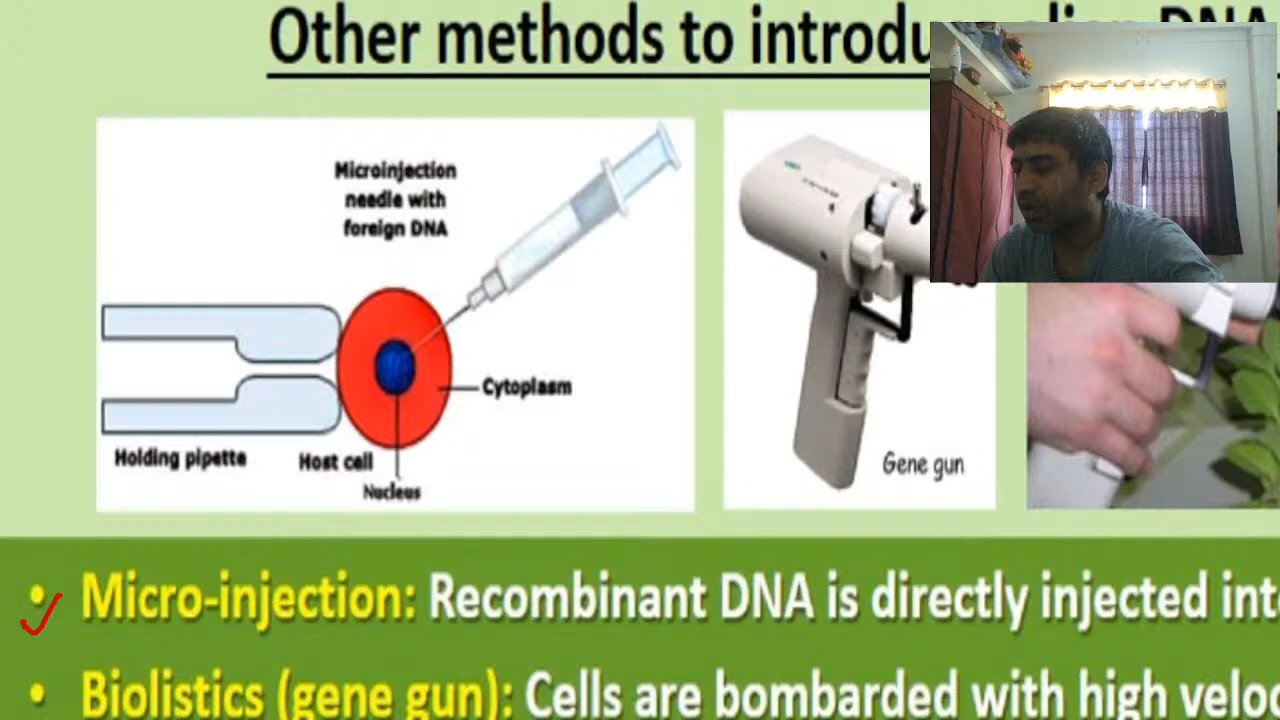 Other methods to introdu DNA
Microinjection
needle with
foreign DNA
Cytoplasm
Holding pipette
Host cell
Nucleus
Gene gun
• Micro-injection: Recombinant DNA is directly injected int
• Biolistics (gene gun): Cells are bombarded with high veloc